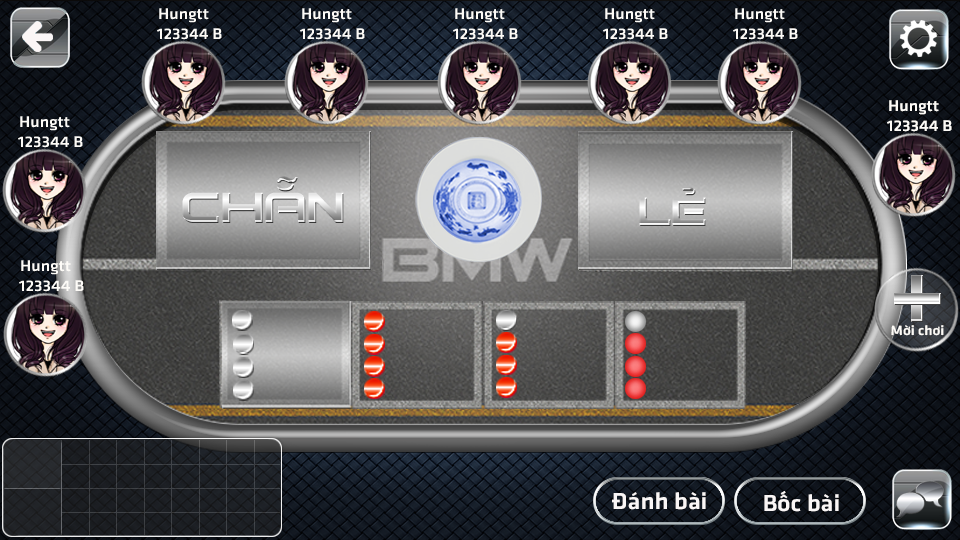 Hungtt
123344 B
Hungtt
123344 B
Hungtt
123344 B
Hungtt
123344 B
Hungtt
123344 B
Hungtt
123344 B
Hungtt
123344 B
CHẴN
LẺ
BMW
Hungtt
123344 B
Mời chơi
Đánh bài
Bốc bài